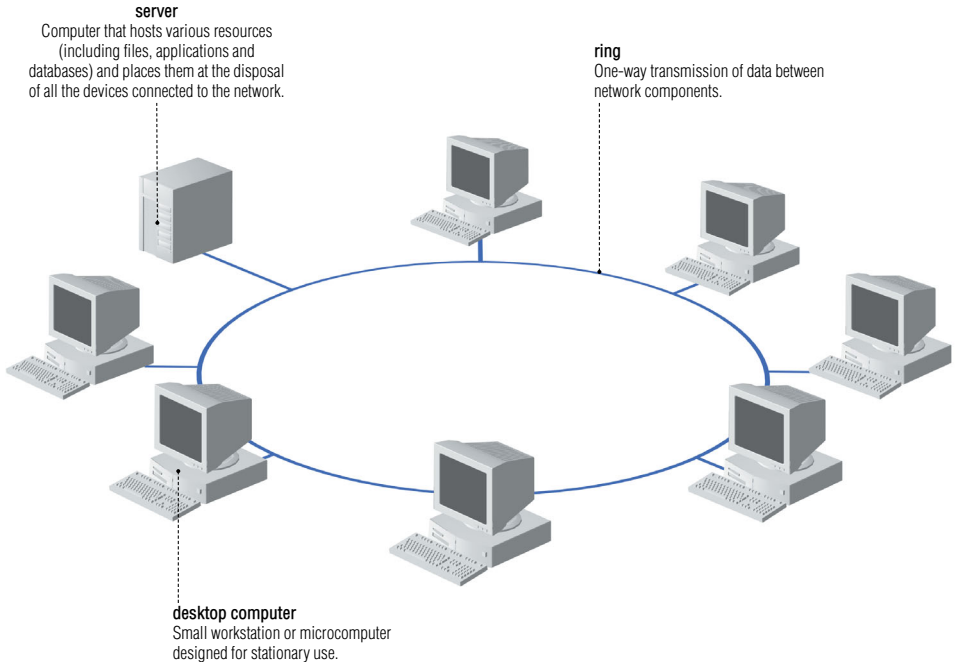 server
Computer that hosts various resources
(including files, applications and
databases) and places them at the disposal
of all the devices connected to the network.
ring
One-way transmission of data between
network components.
desktop computer
Small workstation or microcomputer
designed for stationary use.